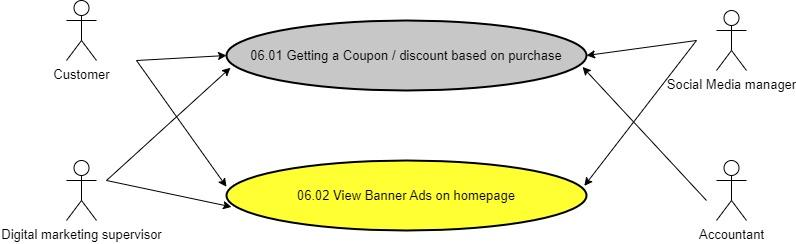 06.01 Getting a Coupon / discount based on purchase
Customer
Social Media manager
06.02 View Banner Ads on homepage
Digital marketing supervisor
Accountant